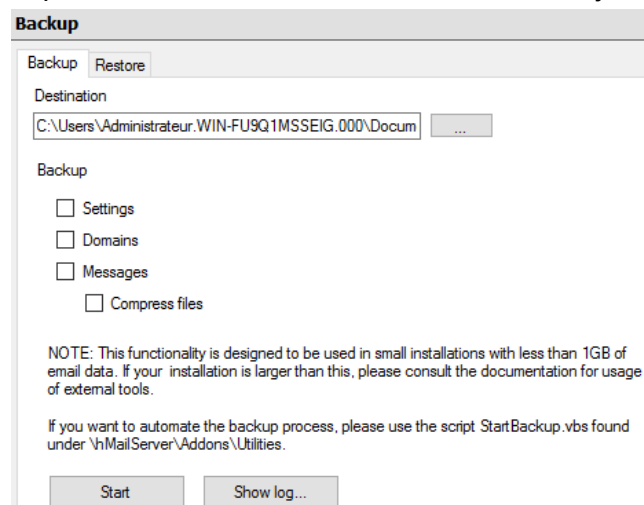 Backup
Backup Restore
Destination
C:\Users\Administrateur.WIN-FU9Q1MSSEIG.000\Docum ...
Backup
Settings
Domains
Messages
Compress files
NOTE: This functionality is designed to be used in small installations with less than 1GB of
email data. If your installation is larger than this, please consult the documentation for usage
of external tools.
If you want to automate the backup process, please use the script StartBackup.vbs found
under \hMailServer\Addons\Utilities.
Start Show log...